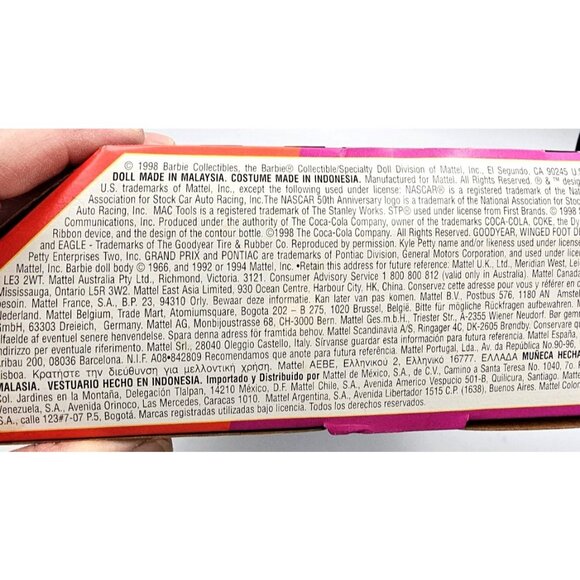 © 1998 Barbie Collectibles, the Barbie® Collectible/Specialty Doll Division of Mattel, Inc., El Segundo, CA 90245 U.S
DOLL MADE IN MALAYSIA. COSTUME MADE IN INDONESIA. Manufactured for Mattel. All Rights Reserved. ® & ™ desig
U.S. trademarks of Mattel, Inc., except the following used under license: NASCAR® is a registered trademark of the Nation
Association for Stock Car Auto Racing, Inc.The NASCAR 50th Anniversary logo is a trademark of the National Association for Stock
Auto Racing, Inc. MAC Tools is a registered trademark of The Stanley Works. STP® used under license from First Brands. © 1998
Communications, Inc. Produced under the authority of The Coca-Cola Company, owner of the trademarks COCA-COLA, COKE, the Dy
Ribbon device, and the design of the contour bottle. ©1998 The Coca-Cola Company. All Rights Reserved. GOODYEAR, WINGED FOOT DE
and EAGLE - Trademarks of The Goodyear Tire & Rubber Co. Reproduced by permission. Kyle Petty name and/or likeness used under license
Petty Enterprises Two, Inc. GRAND PRIX and PONTIAC are trademarks of Pontiac Division, General Motors Corporation, and used under
Mattel, Inc. Barbie doll body © 1966, and 1992 or 1994 Mattel, Inc. •Retain this address for future reference: Mattel U.K., Ltd., Meridian West, Lei
LE3 2WT. Mattel Australia Pty Ltd., Richmond, Victoria. 3121. Consumer Advisory Service 1 800 800 812 (valid only in Australia). Mattel Canad
Mississauga, Ontario L5R 3W2. Mattel East Asia Limited, 930 Ocean Centre, Harbour City, HK, China. Conservez cette adresse pour vous y référer en c
besoin. Mattel France, S.A., B.P. 23, 94310 Orly. Bewaar deze informatie. Kan later van pas komen. Mattel B.V. Postbus 576, 1180 AN Amst
Nederland. Mattel Belgium, Trade Mart, Atomiumsquare, Bogota 202 – B 275, 1020 Brussel, België.
GmbH, 63303 Dreieich, Germany. Mattel AG, Monbijoustrasse 68, CH-3000 Bern. Mattel Ges.m.b.H., Triester Str., A-2355 Wiener Neudorf. Bør gem
tilfælde af eventuel senere henvendelse. Spara denna adress för framtida bruk. Mattel Scandinavia A/S, Ringager 4C, DK-2605 Brøndby. Conservare
indirizzo per eventuale riferimento. Mattel Srl, 28040 Oleggio Castello, Italy. Sírvanse guardar esta información para futura referencia. Mattel España
200, 08036 Barcelona. N.I.F. A08•842809 Recomendamos que anote para futura referência. Mattel Portugal, Lda., Av. da República No.90-96,
Lisboa. Κρατήστε την διεύθυνση για μελλοντική χρήση. Mattel AEBE, Ελληνικού 2, Ελληνικό 16777, ΕΛΛΑΔΑ MUÑECA HECHA
MALASIA. VESTUARIO HECHO EN INDONESIA. Importado y Distribuido por Mattel de México, S.A., de C.V., Camino a Santa Teresa No. 1040, 7o.
Col. Jardines en la Montaña, Delegación Tlalpan, 14210 México, D.F. Mattel Chile, S.A., Avenida Americo Vespucio 501-B, Quilicura, Santiago.
Venezuela, S.A., Avenida Orinoco, Las Mercedes, Caracas 1010. Mattel Argentina, S.A., Avenida Libertador 1515 C.P. (1638), Buenos Aires. Mattel Colom
S.A., calle 123#7-07 P.5, Bogotá. Marcas registradas utilizadas bajo licencia. Todos los derechos reservados.